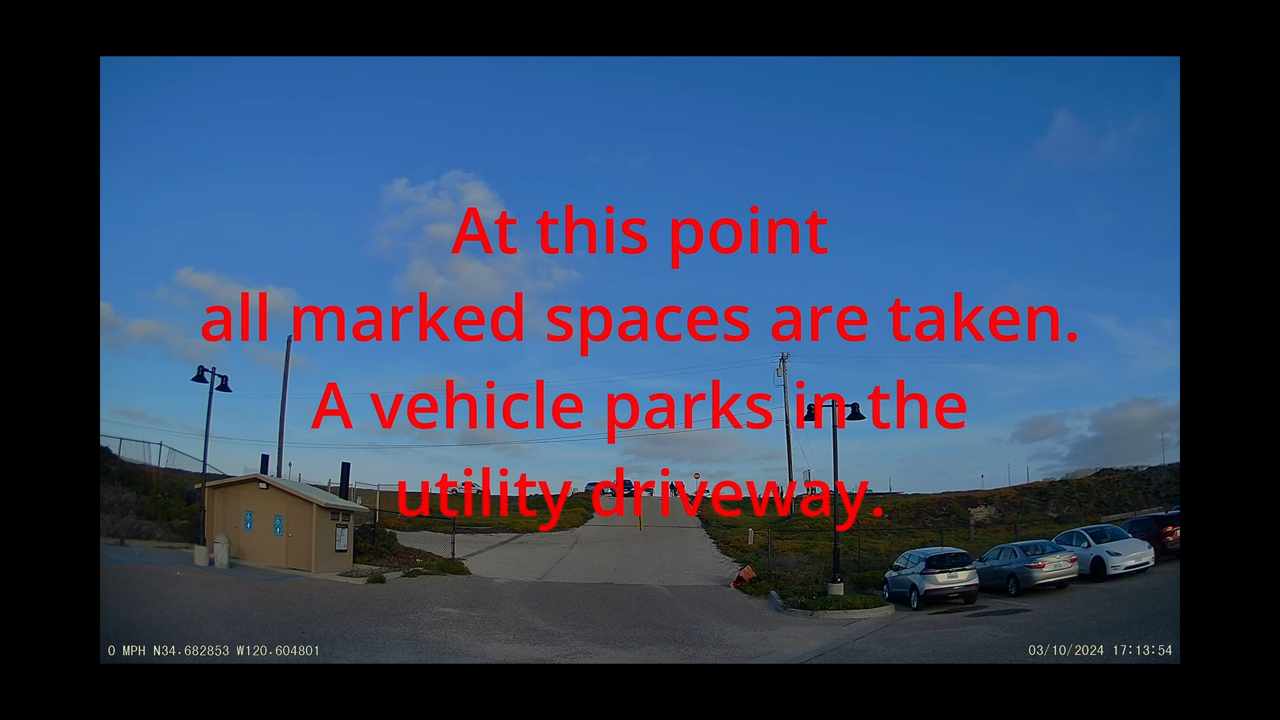 At this point
all marked spaces are taken.
A vehicle parks in the
utility driveway.
0 MPH N34.682853 W120.604801
03/10/2024 17:13:54